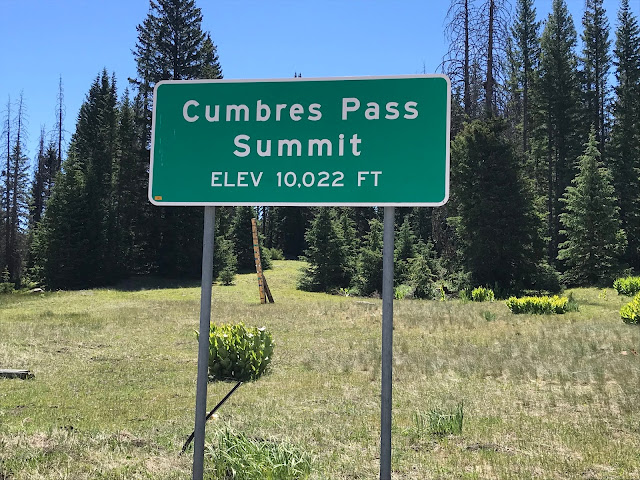 Cumbres Pass
Summit
ELEV 10,022 FT